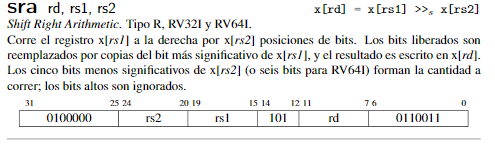 sra rd, rs1, rs2 x[rd] = x[rs1] >>s x[rs2]
Shift Right Arithmetic. Tipo R, RV32I y RV64I.
Corre el registro x[rs1] a la derecha por x[rs2] posiciones de bits. Los bits liberados son
reemplazados por copias del bit más significativo de x[rs1], y el resultado es escrito en x[rd].
Los cinco bits menos significativos de x[rs2] (o seis bits para RV64I) forman la cantidad a
correr; los bits altos son ignorados.
31 25 24 20 19 15 14 12 11 7 6 0
0100000 rs2 rs1 101 rd 0110011